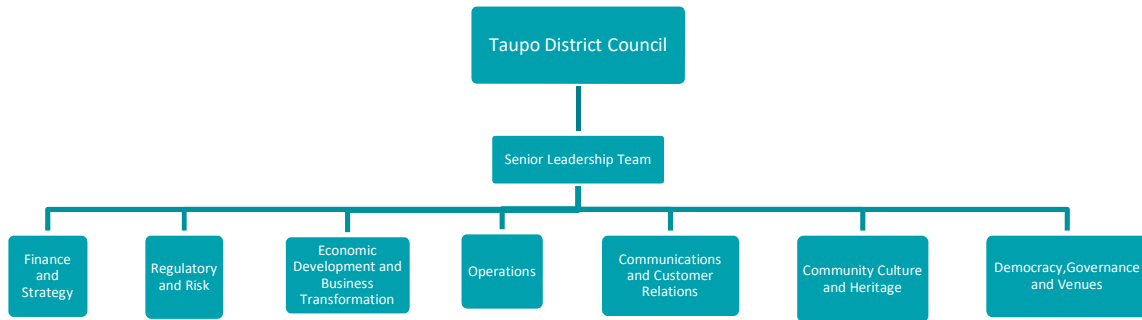 Taupo District Council
Senior Leadership Team
Finance
and
Strategy
Regulatory
and Risk
Economic
Development and
Business
Transformation
Operations
Communications
and Customer
Relations
Community Culture
and Heritage
Democracy,Governance
and Venues